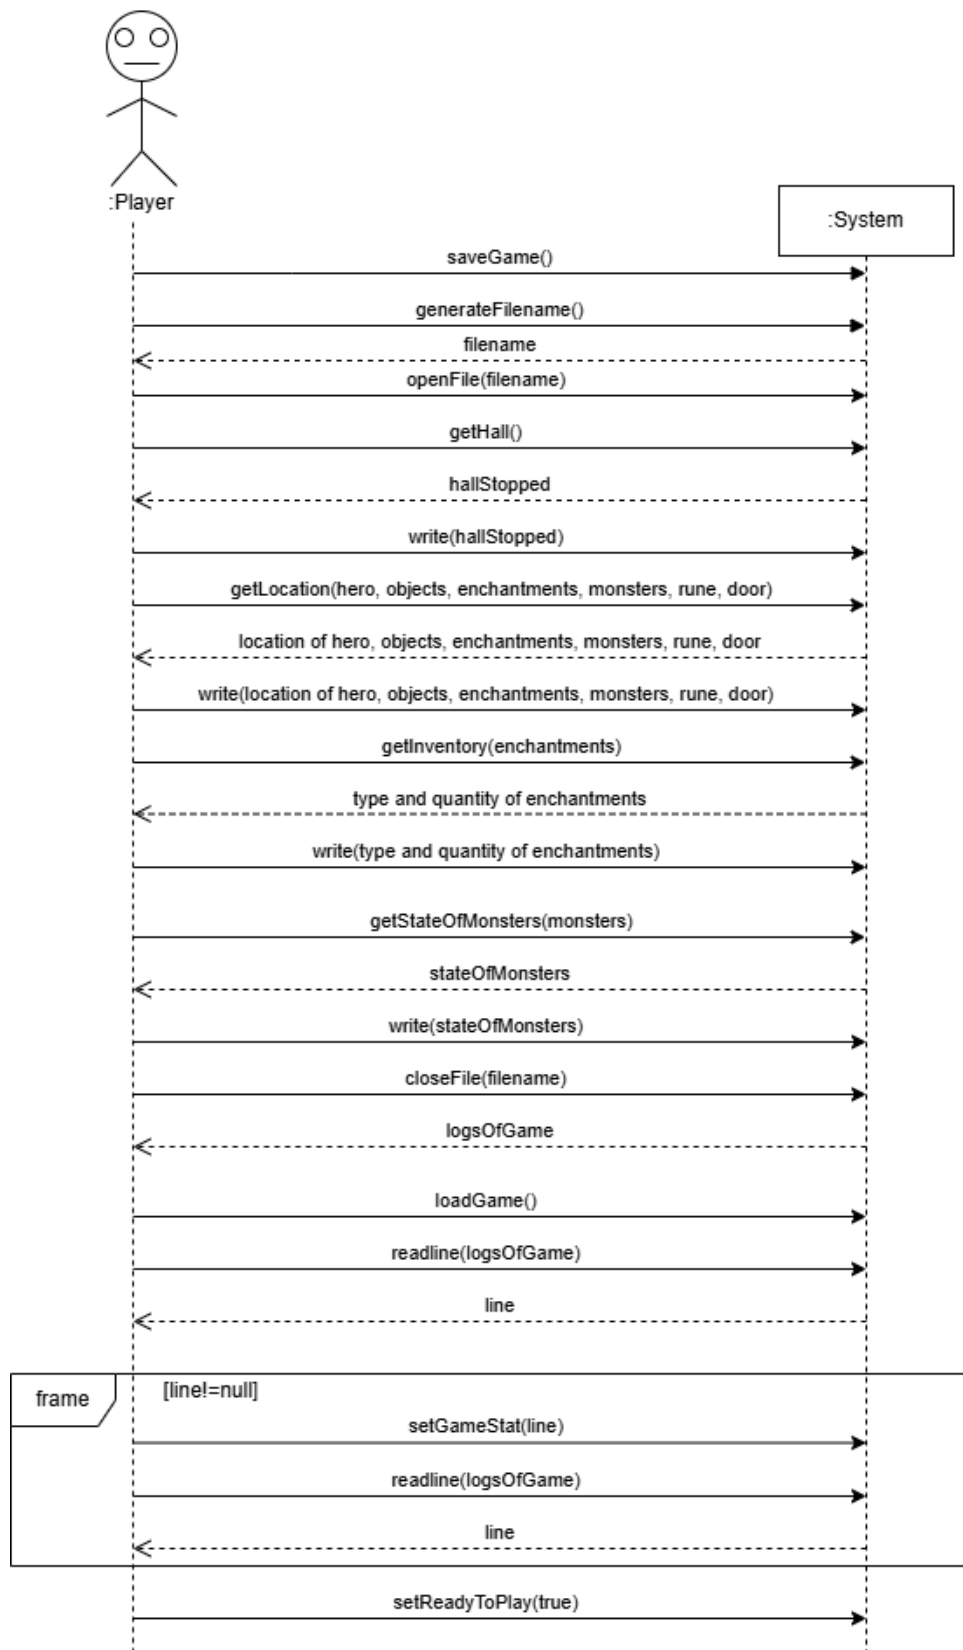 :Player
:System
saveGame()
generateFilename()
filename
openFile(filename)
getHall()
hallStopped
write(hallStopped)
getLocation(hero, objects, enchantments, monsters, rune, door)
location of hero, objects, enchantments, monsters, rune, door
write(location of hero, objects, enchantments, monsters, rune, door)
getInventory(enchantments)
type and quantity of enchantments
write(type and quantity of enchantments)
getStateOfMonsters(monsters)
stateOfMonsters
write(stateOfMonsters)
closeFile(filename)
logsOfGame
loadGame()
readline(logsOfGame)
line
frame
[line!=null]
setGameStat(line)
readline(logsOfGame)
line
setReadyToPlay(true)